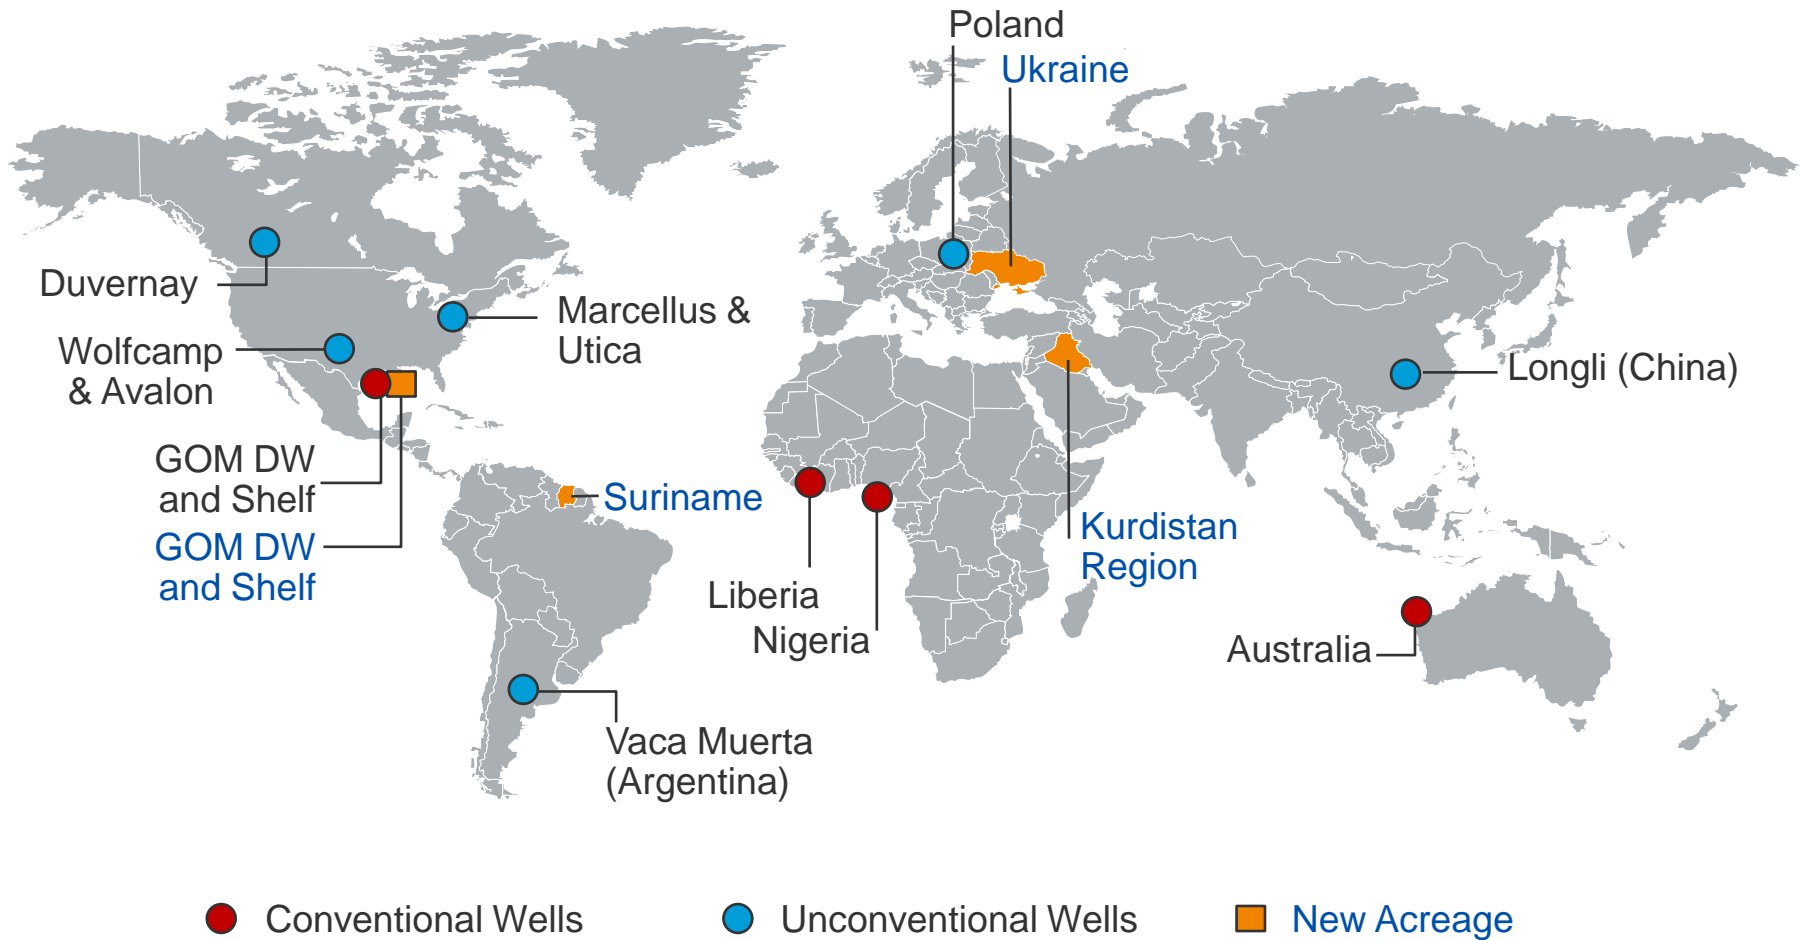 Poland
Ukraine
Duvernay
Marcellus &
Utica
Wolfcamp
& Avalon
Longli (China)
GOM DW
and Shelf
Suriname
GOM DW
and Shelf
Kurdistan
Region
Liberia
Nigeria
Australia
Vaca Muerta
(Argentina)
Conventional Wells
Unconventional Wells
New Acreage